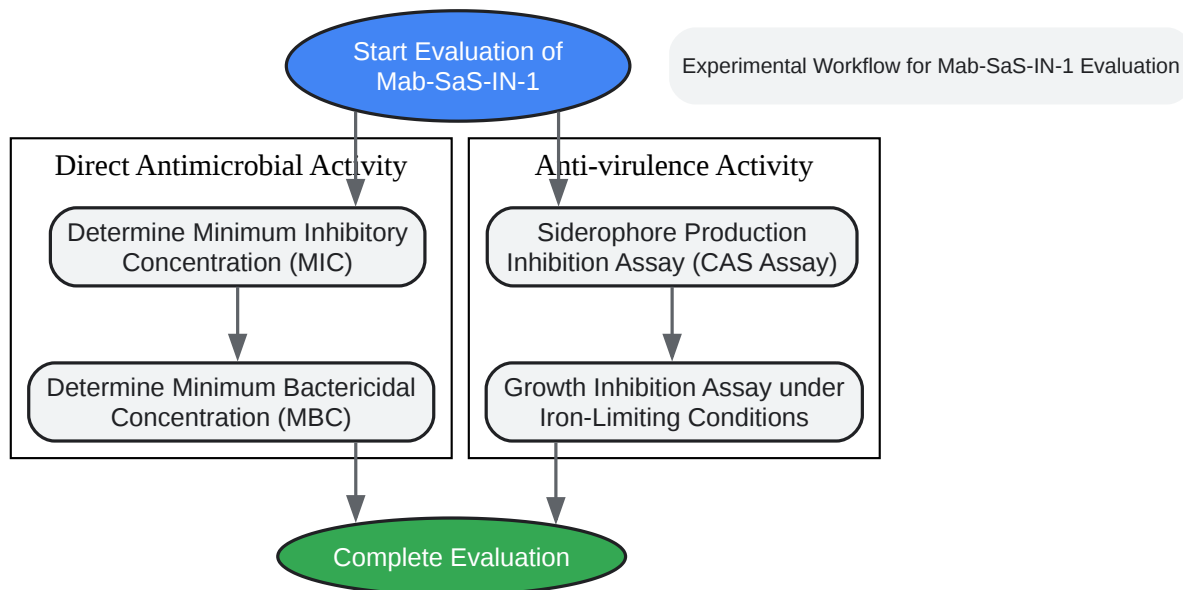 Start Evaluation of
Mab-SaS-IN-1
Experimental Workflow for Mab-SaS-IN-1 Evaluation
Direct Antimicrobial Activity
Determine Minimum Inhibitory
Concentration (MIC)
Determine Minimum Bactericidal
Concentration (MBC)
Anti-virulence Activity
Siderophore Production
Inhibition Assay (CAS Assay)
Growth Inhibition Assay under
Iron-Limiting Conditions
Complete Evaluation